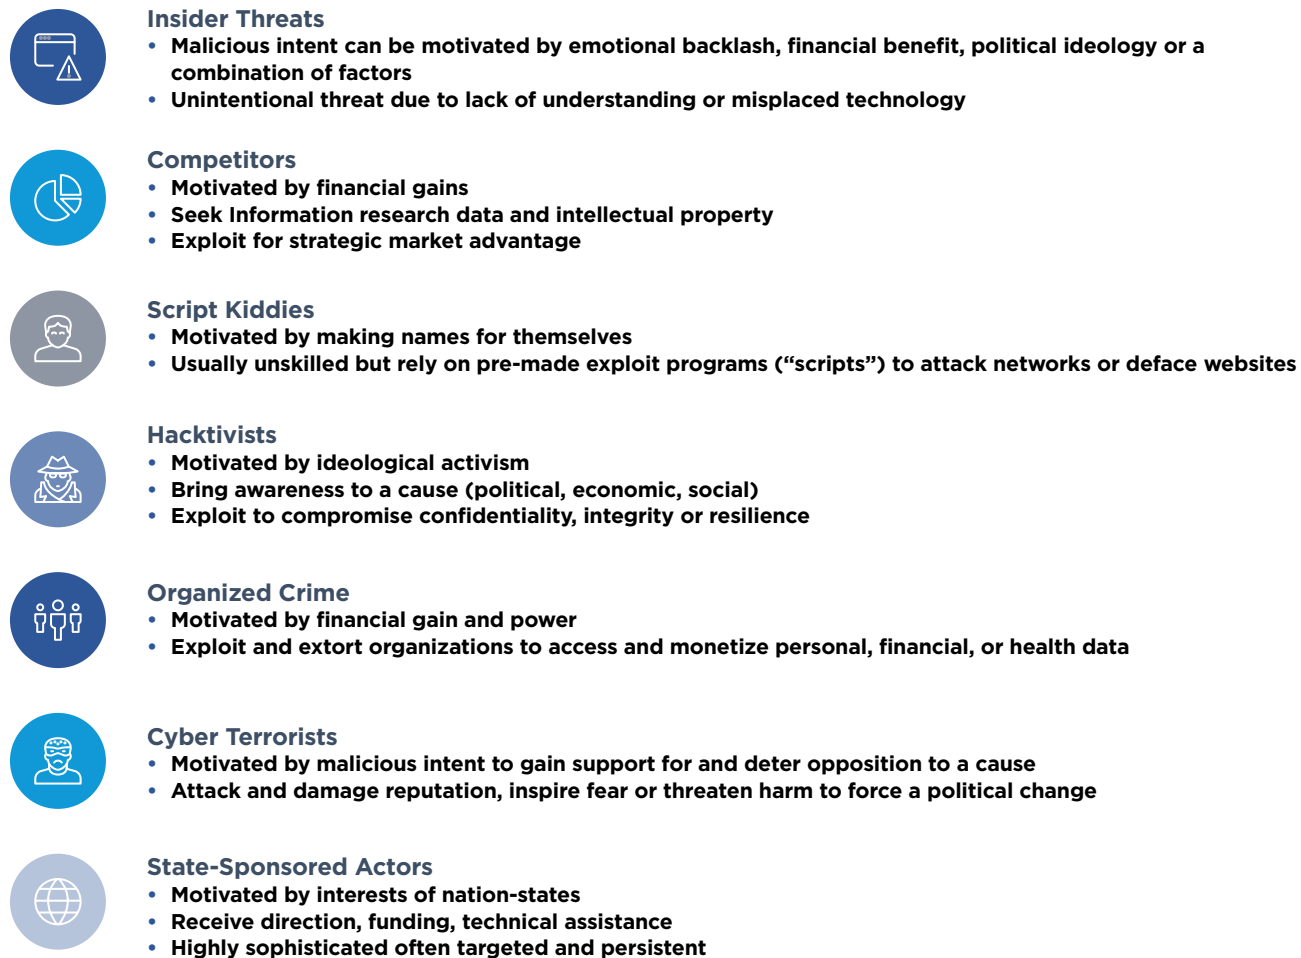 Insider Threats
• Malicious intent can be motivated by emotional backlash, financial benefit, political ideology or a
combination of factors
• Unintentional threat due to lack of understanding or misplaced technology
Competitors
• Motivated by financial gains
• Seek Information research data and intellectual property
• Exploit for strategic market advantage
Script Kiddies
• Motivated by making names for themselves
• Usually unskilled but rely on pre-made exploit programs (“scripts”) to attack networks or deface websites
Hacktivists
• Motivated by ideological activism
• Bring awareness to a cause (political, economic, social)
• Exploit to compromise confidentiality, integrity or resilience
Organized Crime
• Motivated by financial gain and power
• Exploit and extort organizations to access and monetize personal, financial, or health data
Cyber Terrorists
• Motivated by malicious intent to gain support for and deter opposition to a cause
• Attack and damage reputation, inspire fear or threaten harm to force a political change
State-Sponsored Actors
• Motivated by interests of nation-states
• Receive direction, funding, technical assistance
• Highly sophisticated often targeted and persistent